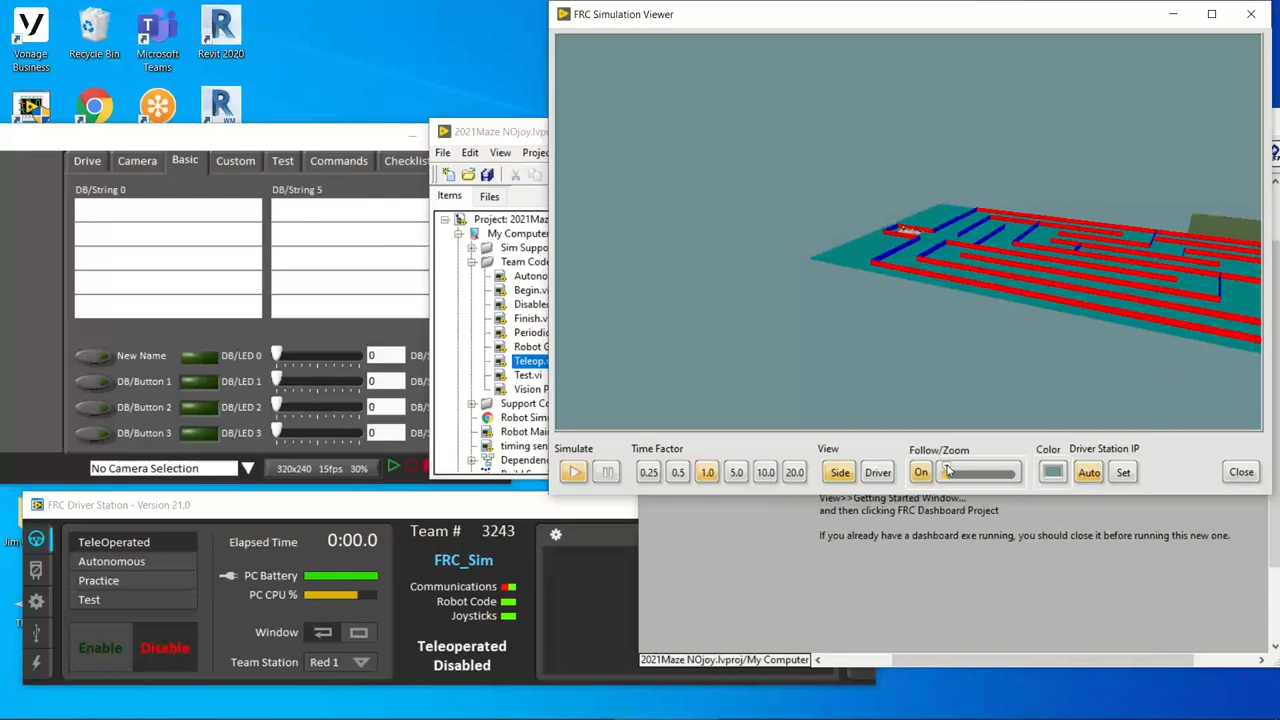 Vonage Business
Recycle Bin
Microsoft Teams
Revit 2020
WM
Drive
Camera
Basic
Custom
Test
Commands
Checklis
DB/String 0
DB/String 5
New Name
DB/LED 0
0
DB/Button 1
DB/LED 1
0
DB/Button 2
DB/LED 2
0
DB/Button 3
DB/LED 3
0
No Camera Selection
320x240
15fps
30%
2021Maze NOjoy.lvpro
File
Edit
View
Projec
Items
Files
Project: 2021Maz
My Computer
Sim Suppo
Team Code
Autono
Begin.vi
Disabled
Finish.v
Periodic
Robot G
Teleop.v
Test.vi
Vision P
Support Co
Robot Simu
Robot Main
timing sens
Dependenc
FRC Simulation Viewer
Simulate
Time Factor
0.25
0.5
1.0
5.0
10.0
20.0
View
Side
Driver
Follow/Zoom
On
Color
Driver Station IP
Auto
Set
Close
View>>Getting Started Window...
and then clicking FRC Dashboard Project
If you already have a dashboard exe running, you should close it before running this new one.
2021Maze NOjoy.lvproj/My Computer
FRC Driver Station - Version 21.0
TeleOperated
Autonomous
Practice
Test
Enable
Disable
Elapsed Time
0:00.0
PC Battery
PC CPU %
Window
Team Station
Red 1
Team #
3243
FRC_Sim
Communications
Robot Code
Joysticks
Teleoperated
Disabled